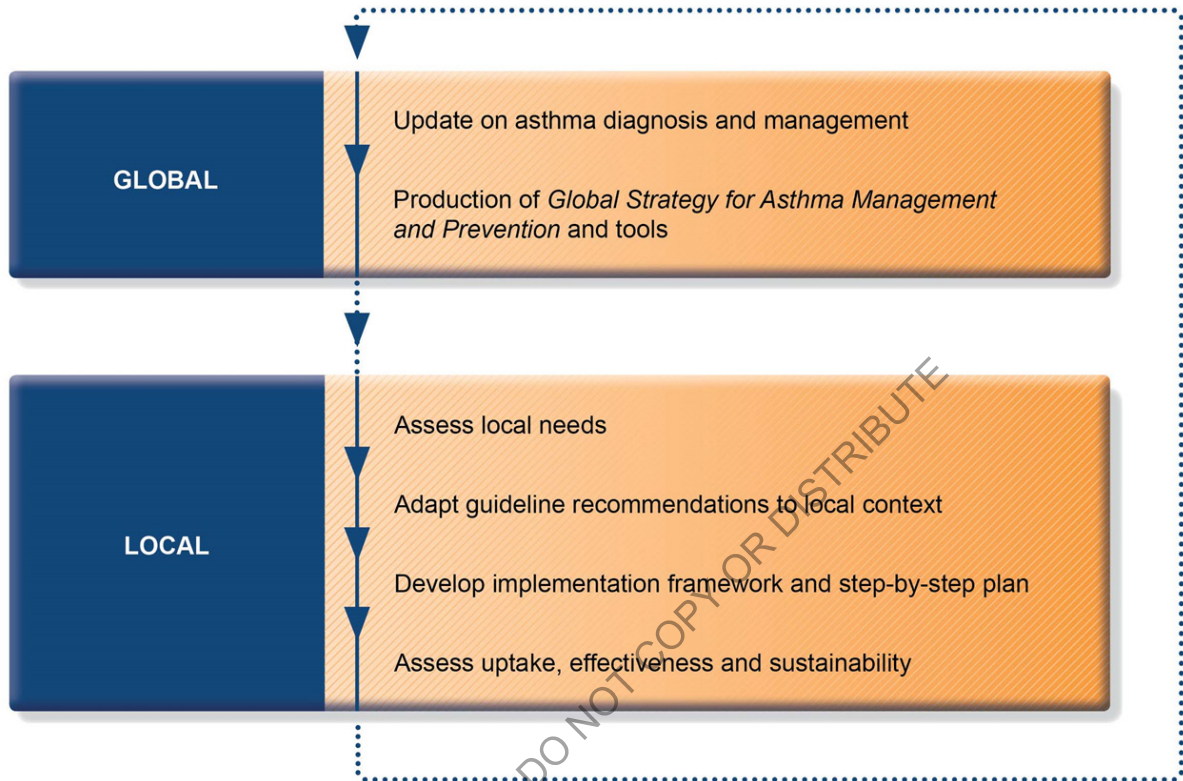 GLOBAL
Update on asthma diagnosis and management
Production of Global Strategy for Asthma Management
and Prevention and tools
LOCAL
Assess local needs
Adapt guideline recommendations to local context
Develop implementation framework and step-by-step plan
Assess uptake, effectiveness and sustainability
DO NOT COPY OR DISTRIBUTE